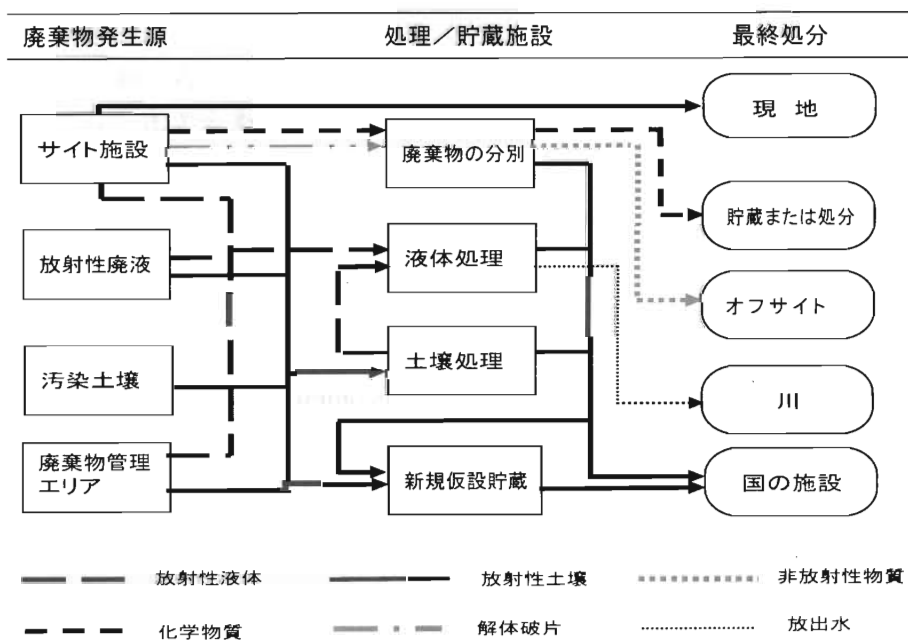 廃棄物発生源
処理／貯蔵施設
最終処分
サイト施設
放射性廃液
汚染土壌
廃棄物管理
エリア
廃棄物の分別
液体処理
土壌処理
新規仮設貯蔵
現 地
貯蔵または処分
オフサイト
川
国の施設
放射性液体
放射性土壌
非放射性物質
化学物質
解体破片
放出水